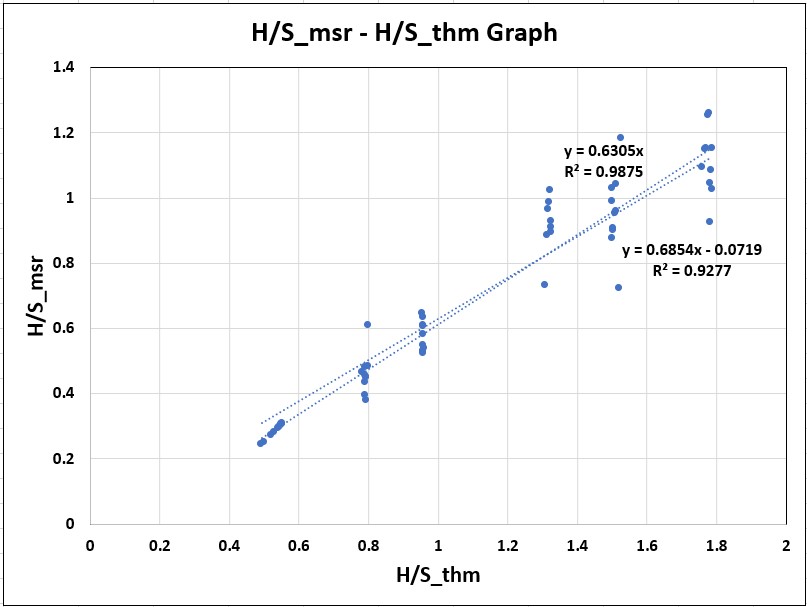 H/S_msr - H/S_thm Graph
1.4
1.2
1
0.8
0.6
0.4
0.2
0
H/S_msr
y = 0.6305x
R² = 0.9875
y = 0.6854x - 0.0719
R² = 0.9277
0 0.2 0.4 0.6 0.8 1 1.2 1.4 1.6 1.8 2
H/S_thm